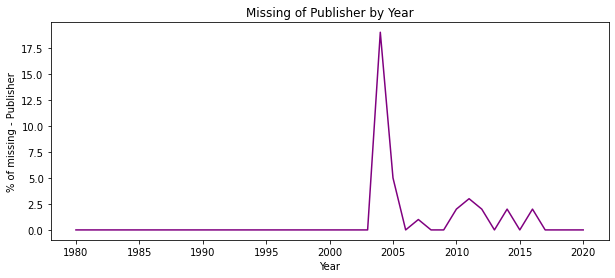 Missing of Publisher by Year
% of missing - Publisher
17.5
15.0
12.5
10.0
7.5
5.0
2.5
0.0
1980 1985 1990 1995 2000 2005 2010 2015 2020
Year